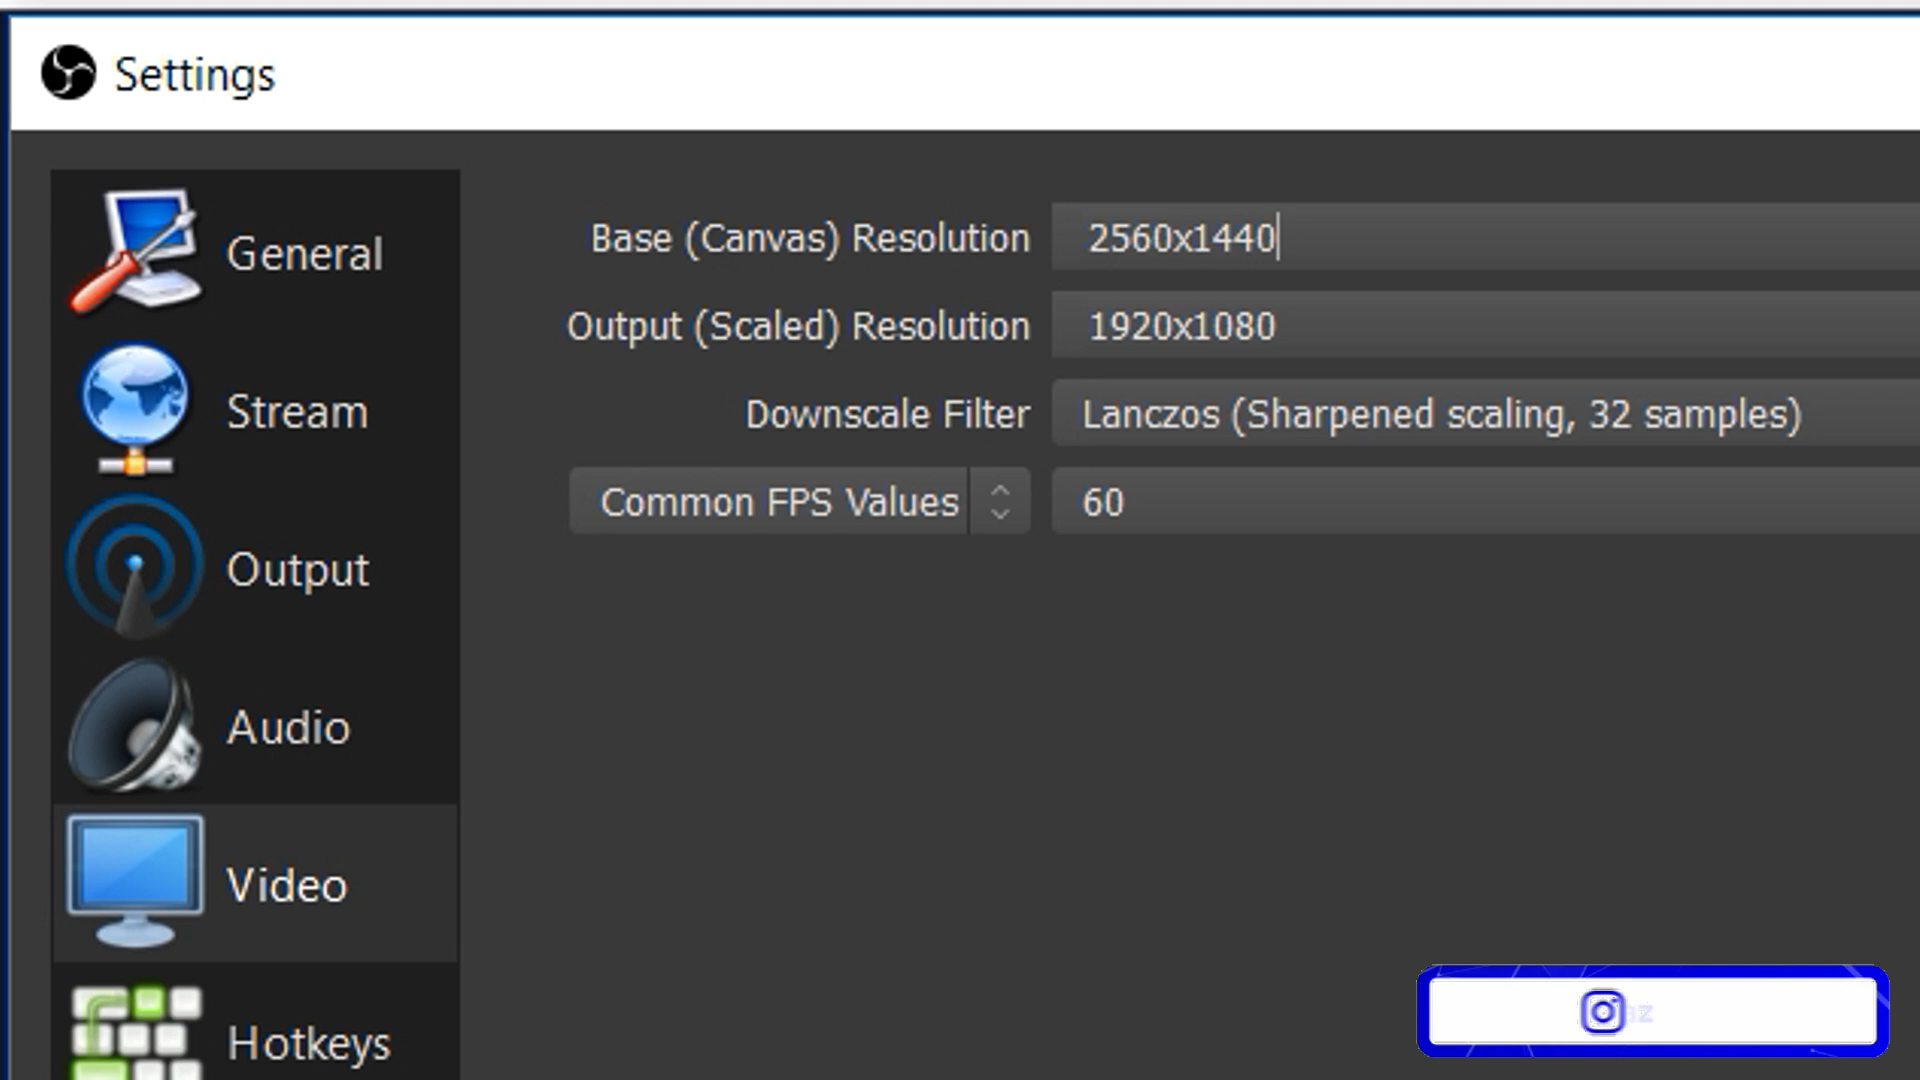 Settings
General
Stream
Output
Audio
Video
Hotkeys
Base (Canvas) Resolution 2560x1440
Output (Scaled) Resolution 1920x1080
Downscale Filter Lanczos (Sharpened scaling, 32 samples)
Common FPS Values 60